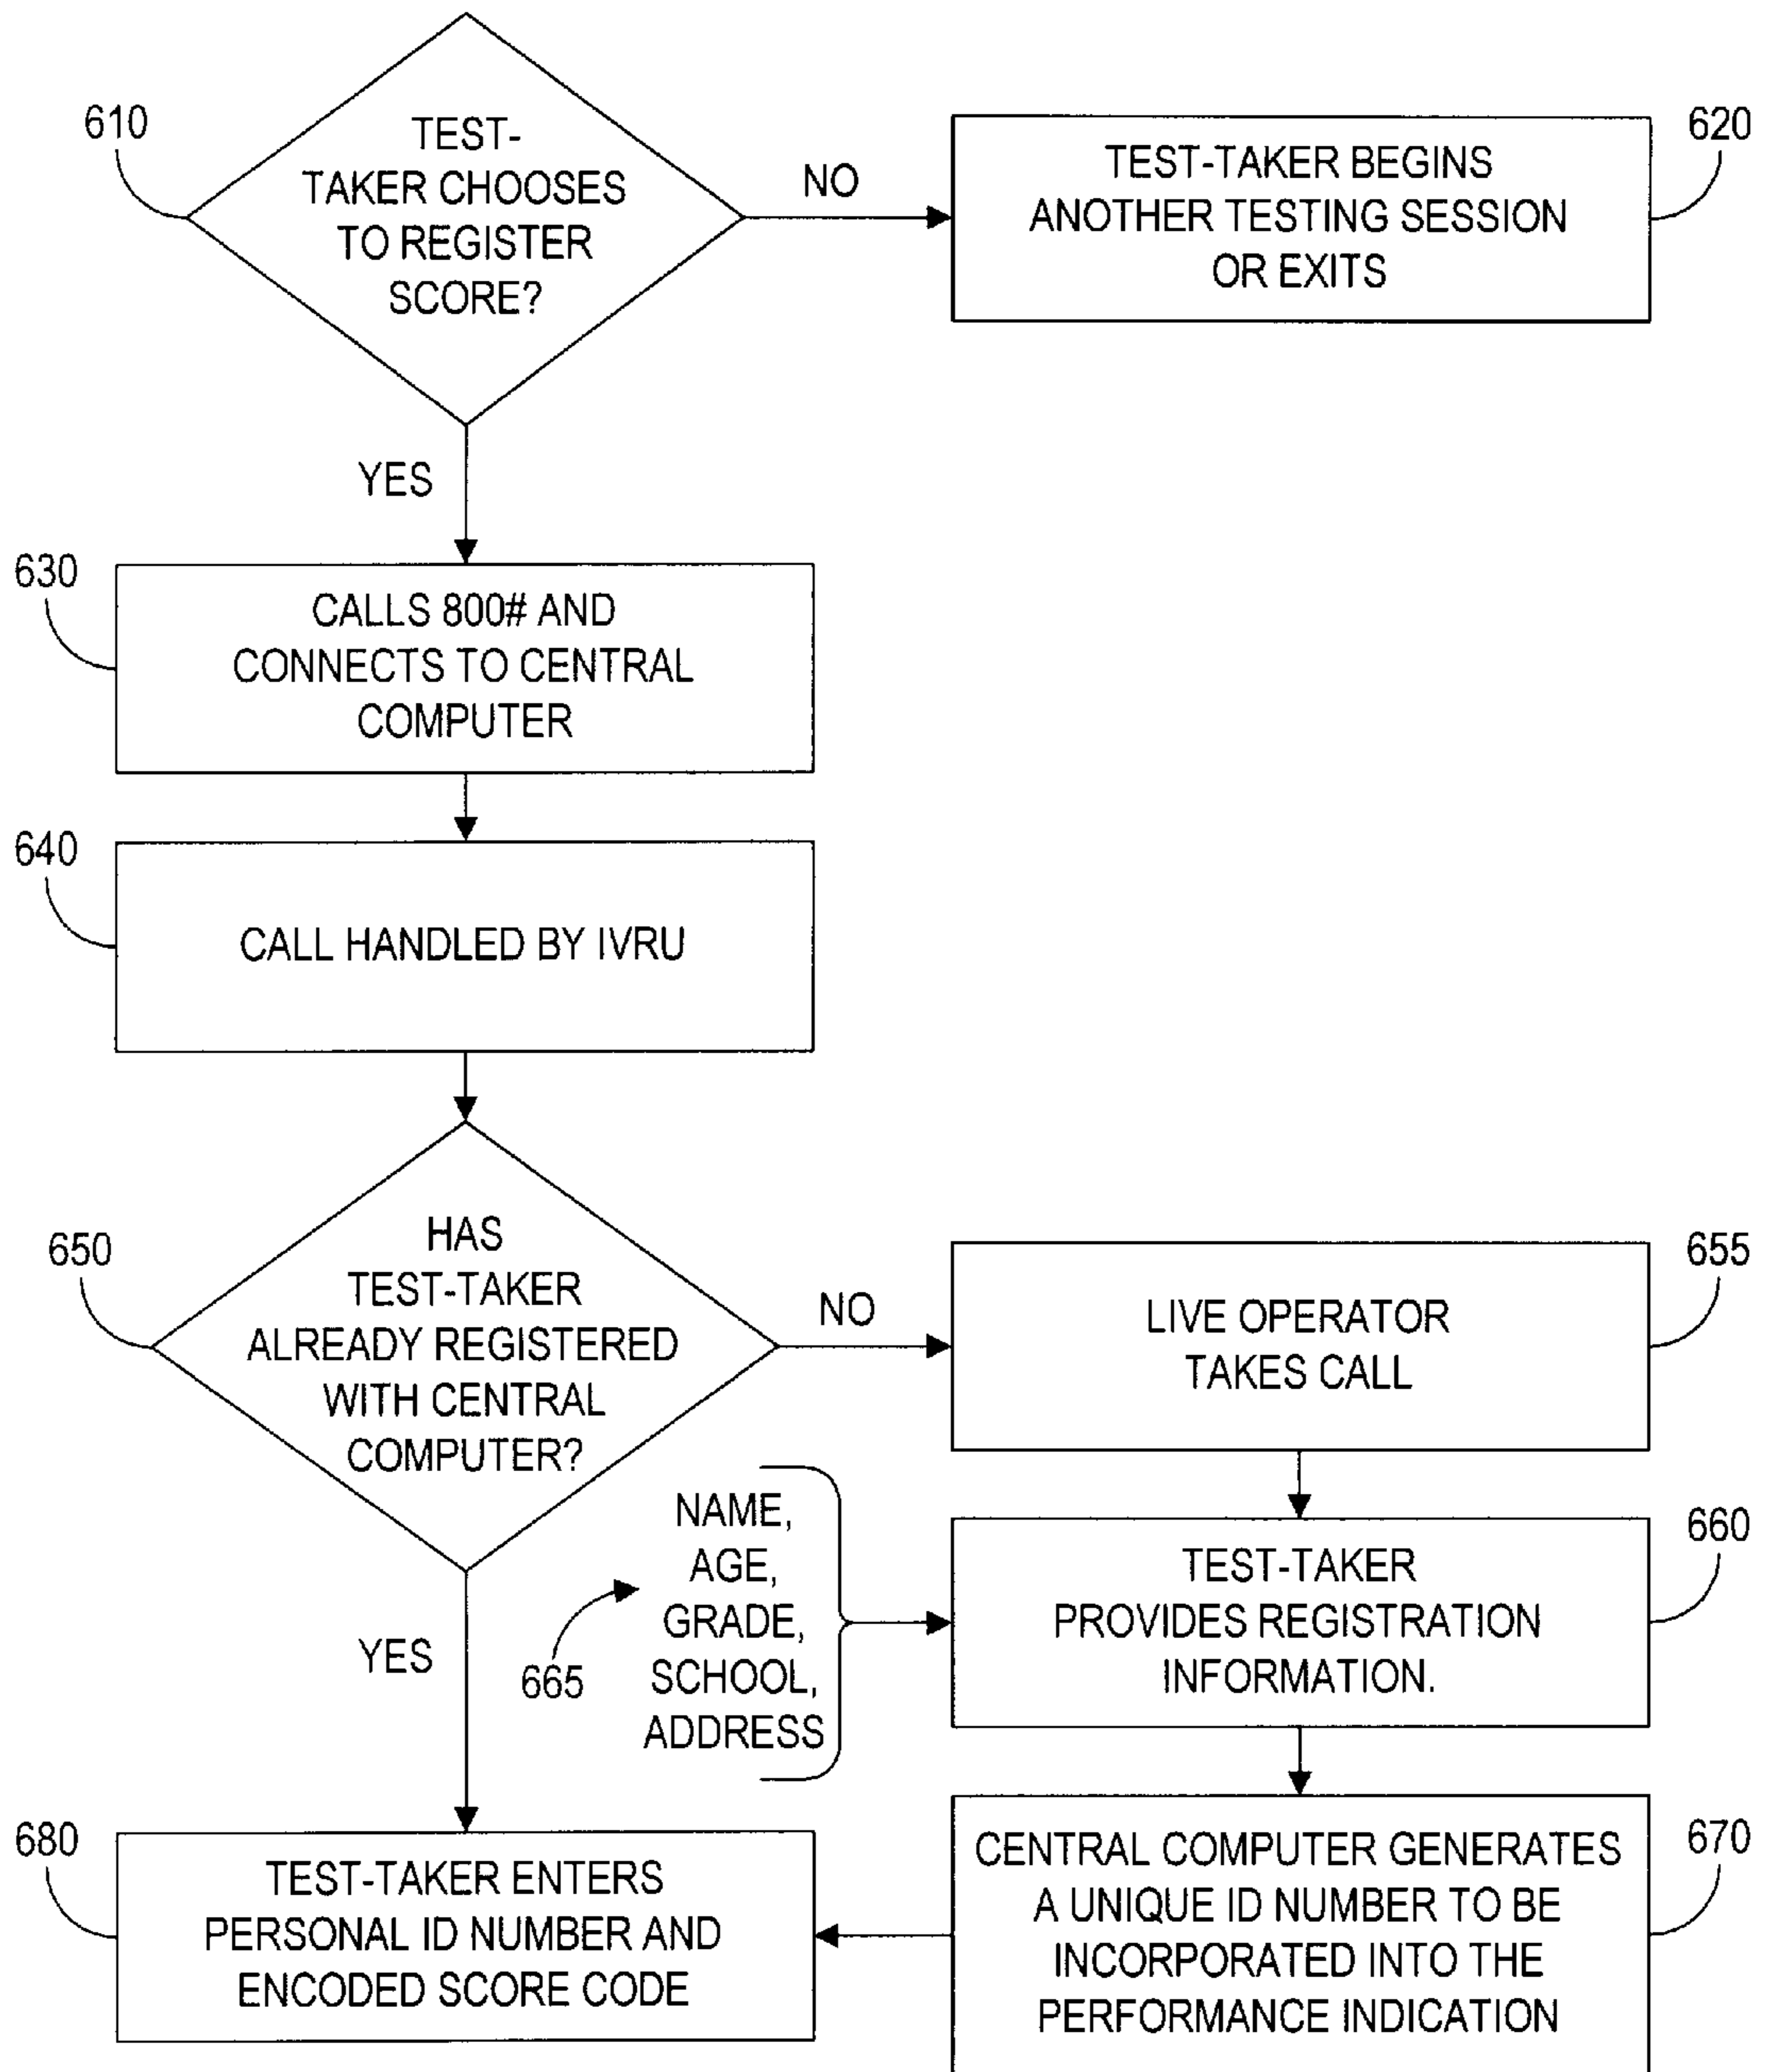 610
TEST-
TAKER CHOOSES
TO REGISTER
SCORE?
NO
620
TEST-TAKER BEGINS
ANOTHER TESTING SESSION
OR EXITS
YES
630
CALLS 800# AND
CONNECTS TO CENTRAL
COMPUTER
640
CALL HANDLED BY IVRU
650
HAS
TEST-TAKER
ALREADY REGISTERED
WITH CENTRAL
COMPUTER?
NO
655
LIVE OPERATOR
TAKES CALL
YES
665
NAME,
AGE,
GRADE,
SCHOOL,
ADDRESS
660
TEST-TAKER
PROVIDES REGISTRATION
INFORMATION.
670
CENTRAL COMPUTER GENERATES
A UNIQUE ID NUMBER TO BE
INCORPORATED INTO THE
PERFORMANCE INDICATION
680
TEST-TAKER ENTERS
PERSONAL ID NUMBER AND
ENCODED SCORE CODE